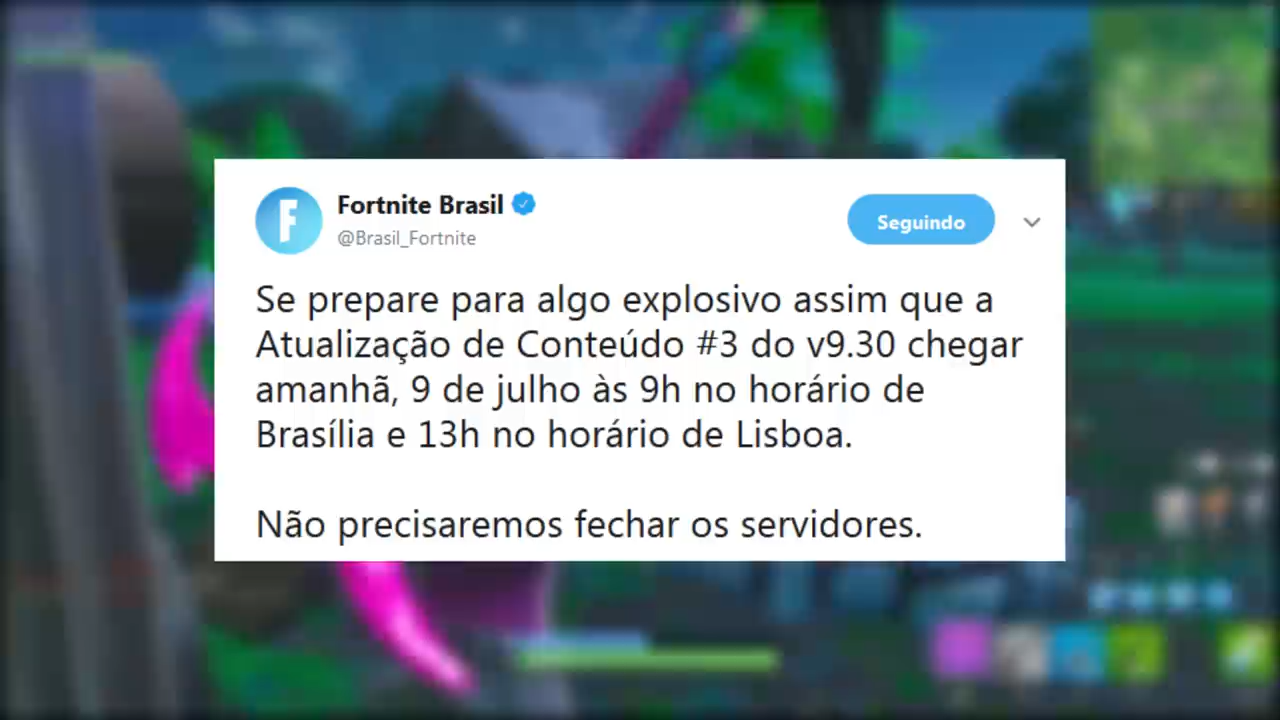 Fortnite Brasil
@Brasil_Fortnite
Seguindo
Se prepare para algo explosivo assim que a
Atualização de Conteúdo #3 do v9.30 chegar
amanhã, 9 de julho às 9h no horário de
Brasília e 13h no horário de Lisboa.
Não precisaremos fechar os servidores.